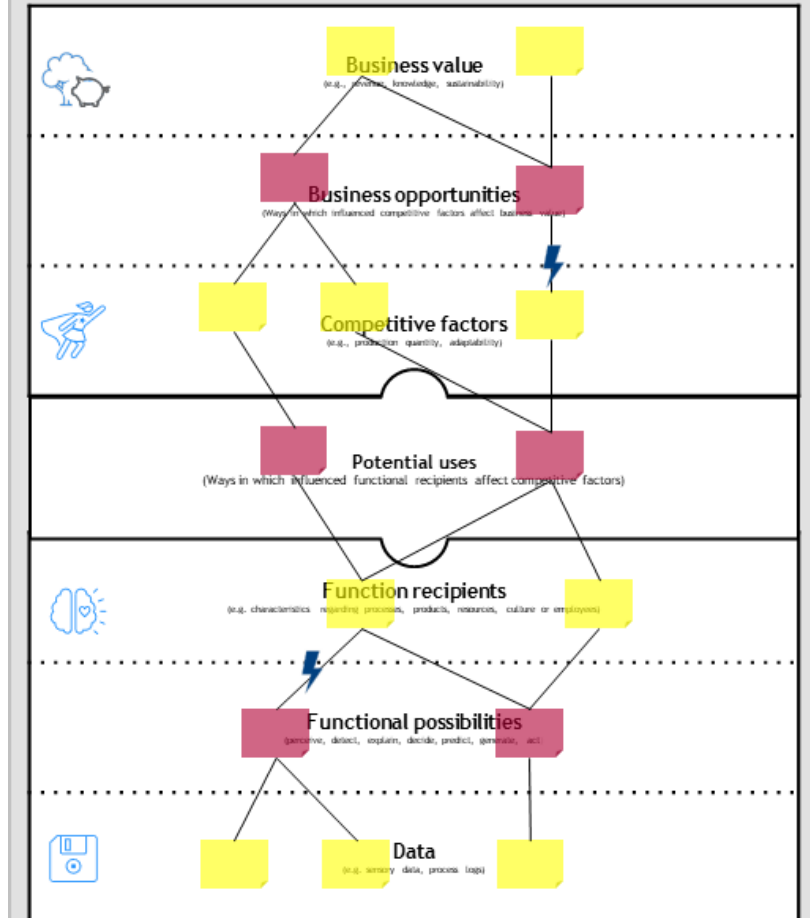 Business value
(e.g., revenue, knowledge, sustainability)
Business opportunities
(Ways in which influenced competitive factors affect business value)
Competitive factors
(e.g., production quantity, adaptability)
Potential uses
(Ways in which influenced functional recipients affect competitive factors)
Function recipients
(e.g. characteristics regarding processes, products, resources, culture or employees)
Functional possibilities
(perceive, detect, explain, decide, predict, generate, act)
Data
(e.g. sensory data, process logs)